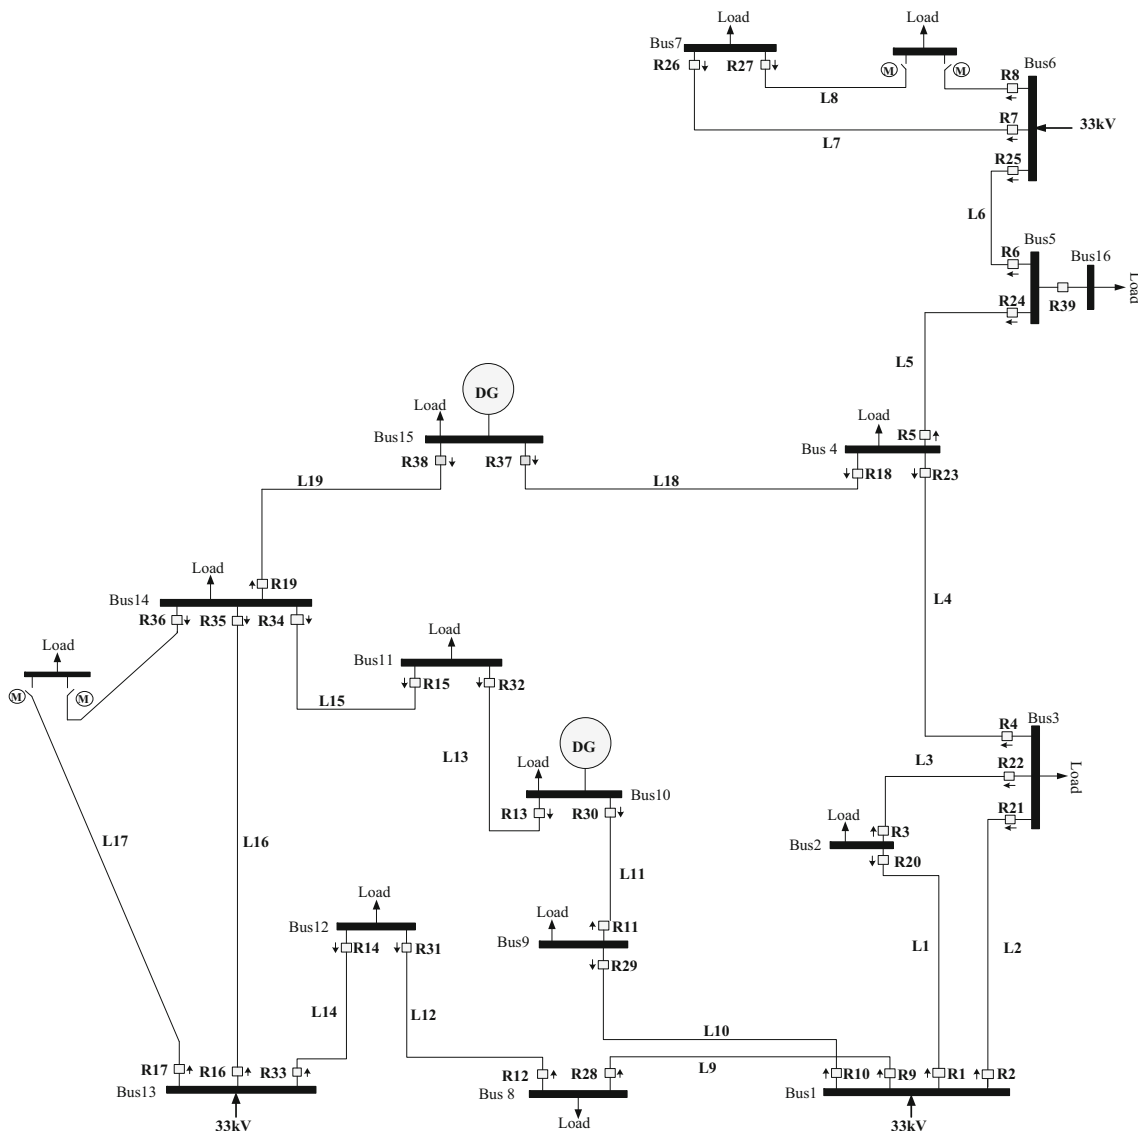 Load
Load
Bus7
R26
R27
M
M
R8
Bus6
L8
R7
33kV
L7
R25
L6
Bus5
R6
Bus16
Load
R24
R39
L5
DG
Load
Load
Bus15
Bus 4
R5
R38
R37
R18
R23
L19
L18
Load
R19
L4
Bus14
R36
R35
R34
Load
Load
Bus11
R15
R32
M
M
L15
R4
Bus3
DG
L13
Load
L3
R22
Load
Bus10
R13
R30
R21
Load
R3
L17
L16
Bus2
R20
L11
Load
Load
Bus12
R11
Bus9
R14
R31
R29
L1
L2
L14
L12
L10
R17
R16
R33
R12
R28
L9
R10
R9
R1
R2
Bus13
Bus 8
Bus1
33kV
Load
33kV